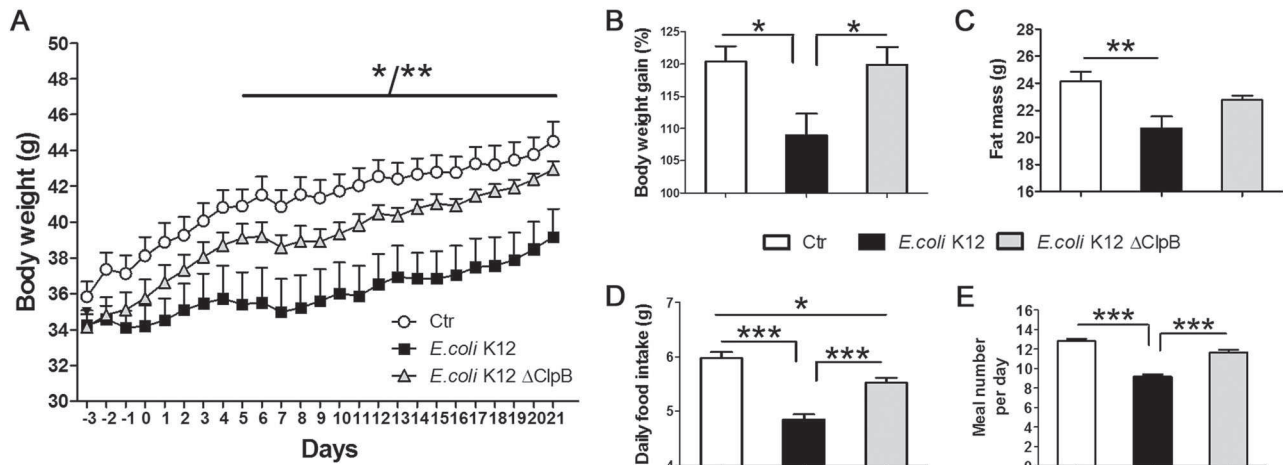 A
Body weight (g)
50
48
46
44
42
40
38
36
34
32
30
*/**
Ctr
E.coli K12
E.coli K12 ΔClpB
-3 -2 -1 0 1 2 3 4 5 6 7 8 9 10 11 12 13 14 15 16 17 18 19 20 21
Days
B
Body weight gain (%)
125
120
115
110
105
100
* *
C
Fat mass (g)
28
26
24
22
20
18
16
**
Ctr E.coli K12 E.coli K12 ΔClpB
D
Daily food intake (g)
7
6
5
4
*
*** ***
E
Meal number
per day
16
14
12
10
8
6
4
2
0
*** ***